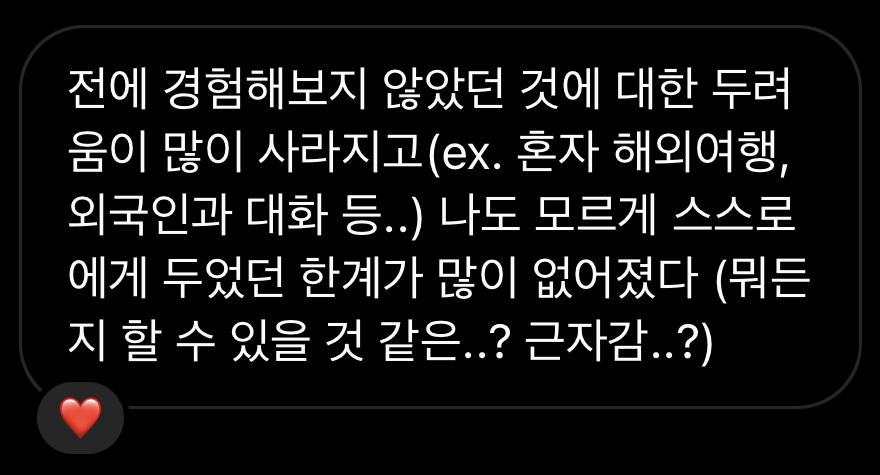 전에 경험해보지 않았던 것에 대한 두려
움이 많이 사라지고(ex. 혼자 해외여행,
외국인과 대화 등..) 나도 모르게 스스로
에게 두었던 한계가 많이 없어졌다 (뭐든
지 할 수 있을 것 같은..? 근자감..?)